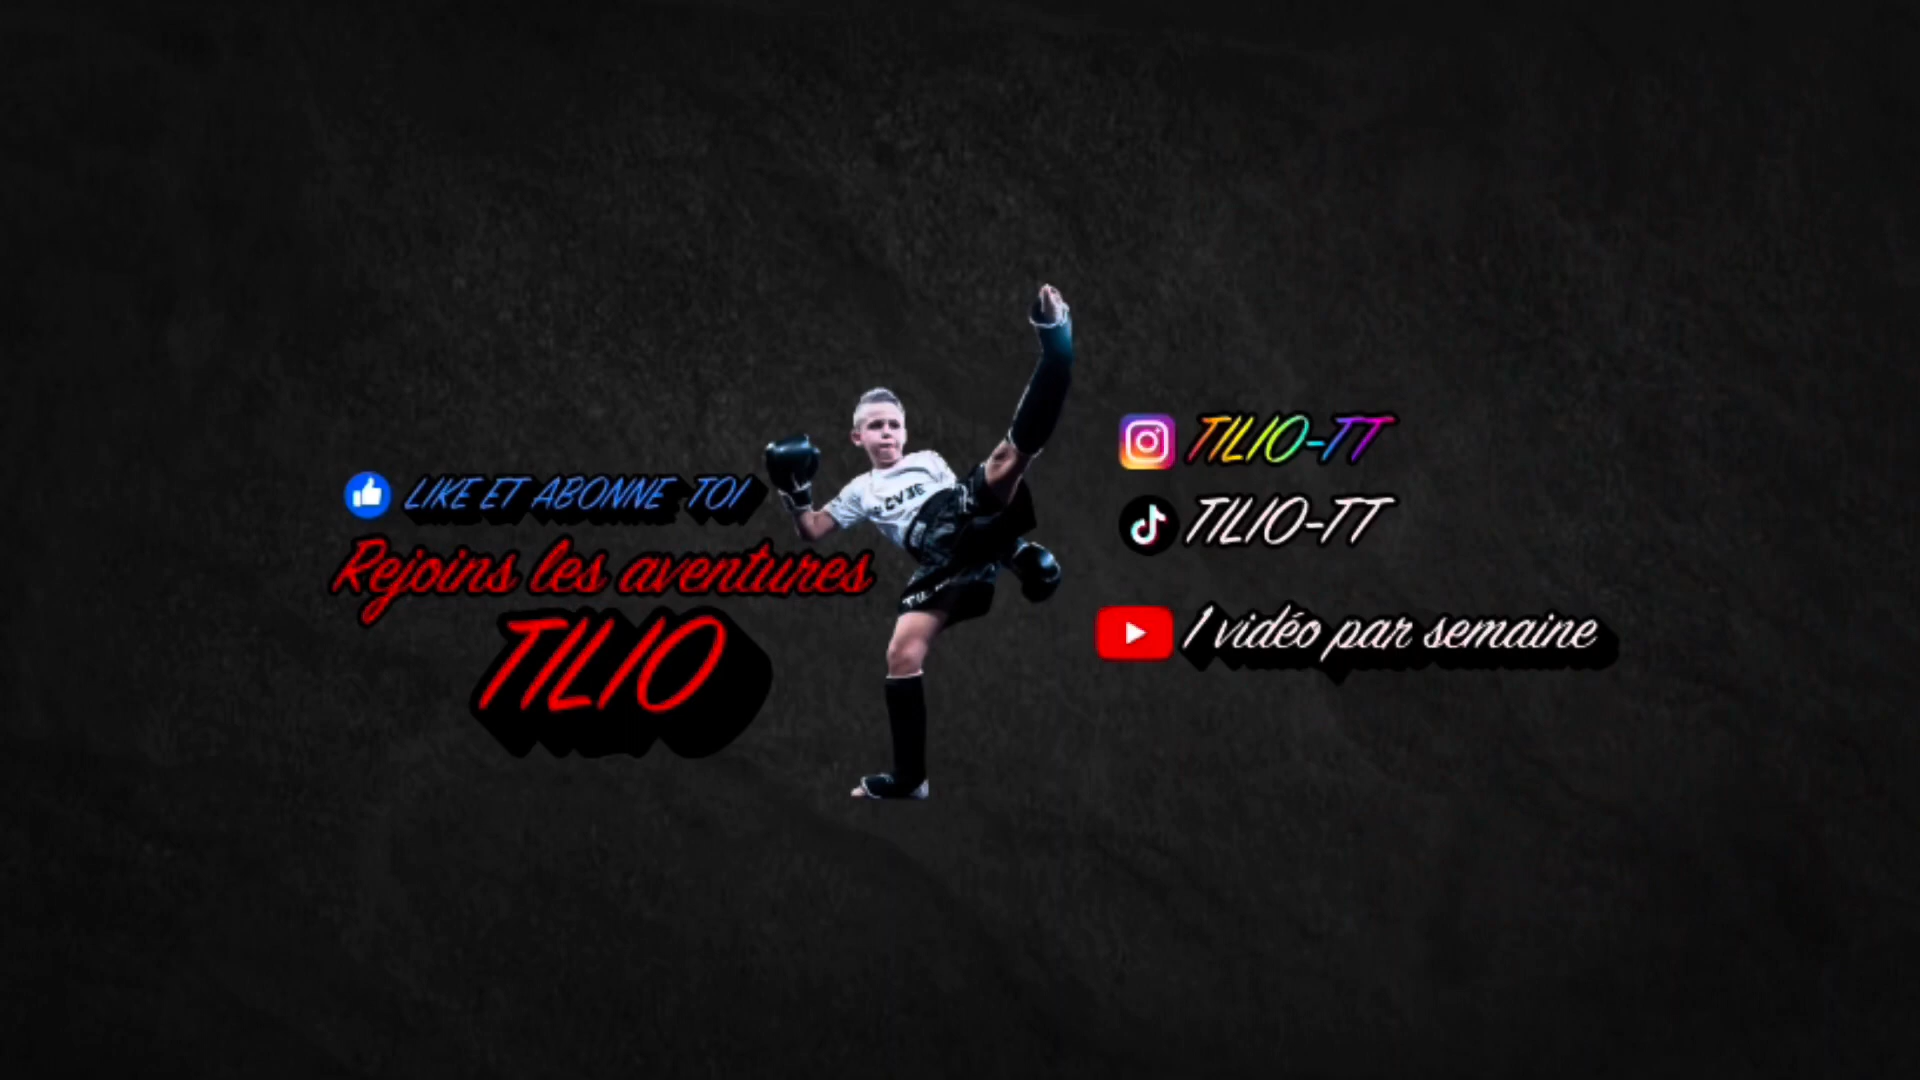 LIKE ET ABONNE TOI
Rejoins les aventures
TILIO
TILIO-TT
TILIO-TT
1 vidéo par semaine